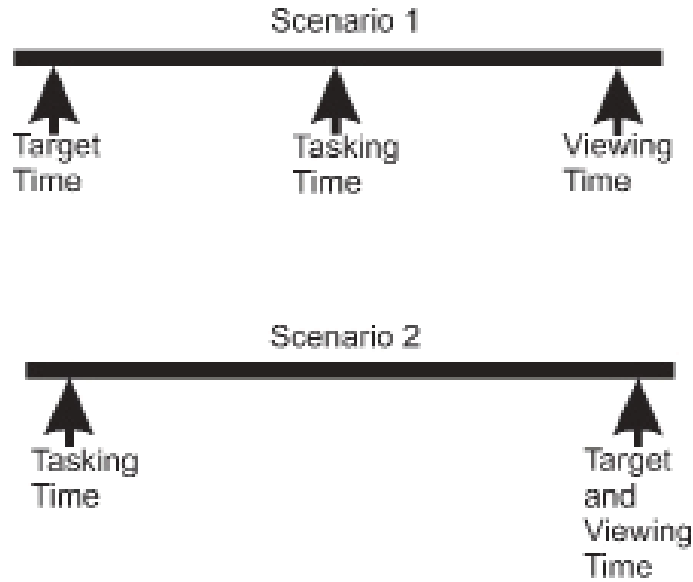 Scenario 1
Target
Time
Tasking
Time
Viewing
Time
Scenario 2
Tasking
Time
Target
and
Viewing
Time